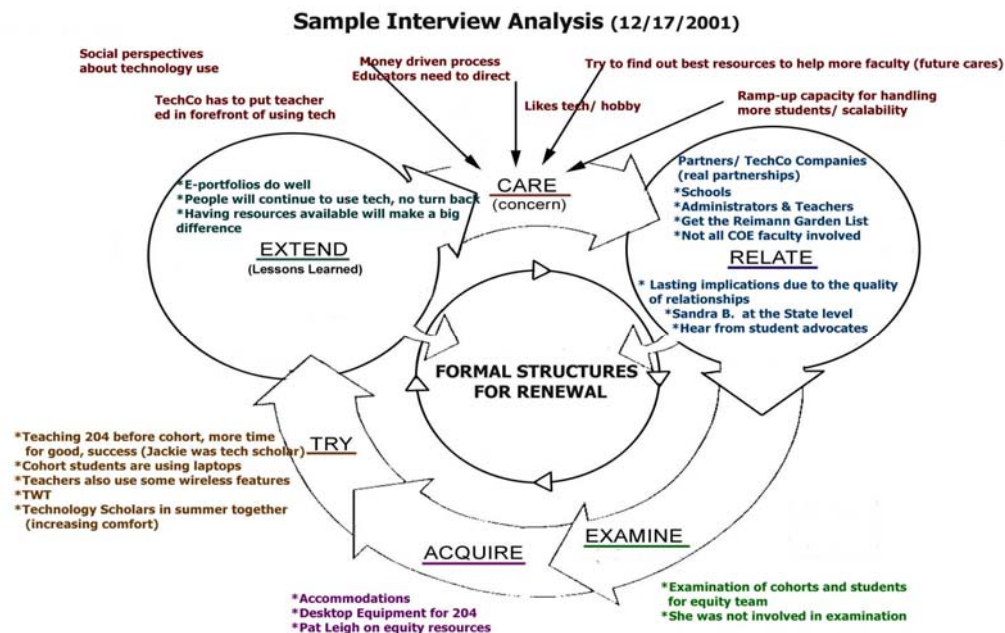 Sample Interview Analysis (12/17/2001)
Social perspectives
about technology use
Money driven process
Educators need to direct
Try to find out best resources to help more faculty (future cares)
TechCo has to put teacher
ed in forefront of using tech
Likes tech/ hobby
Ramp-up capacity for handling
more students/ scalability
CARE
(concern)
Partners/ TechCo Companies
(real partnerships)
*Schools
*Administrators & Teachers
*Get the Reimann Garden List
*Not all COE faculty involved
RELATE
* Lasting implications due to the quality
of relationships
*Sandra B. at the State level
*Hear from student advocates
*E-portfolios do well
*People will continue to use tech, no turn back
*Having resources available will make a big
difference
EXTEND
(Lessons Learned)
FORMAL STRUCTURES
FOR RENEWAL
*Teaching 204 before cohort, more time
for good, success (Jackie was tech scholar)
*Cohort students are using laptops
*Teachers also use some wireless features
*TWT
*Technology Scholars in summer together
(increasing comfort)
TRY
EXAMINE
ACQUIRE
*Accommodations
*Desktop Equipment for 204
*Pat Leigh on equity resources
*Examination of cohorts and students
for equity team
*She was not involved in examination